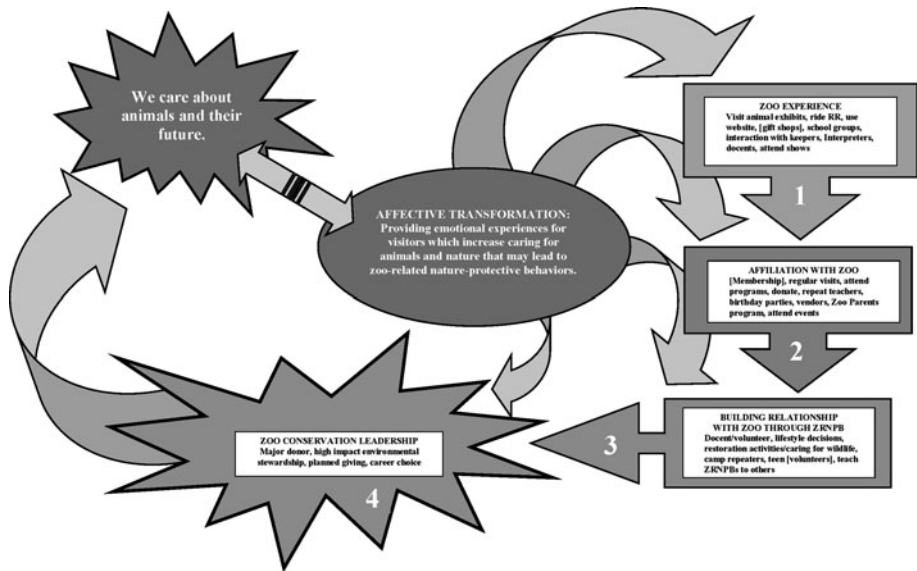 We care about
animals and their
future.
AFFECTIVE TRANSFORMATION:
Providing emotional experiences for
visitors which increase caring for
animals and nature that may lead to
zoo-related nature-protective behaviors.
ZOO EXPERIENCE
Visit animal exhibits, ride RR, use
website, [gift shops], school groups,
interaction with keepers, Interpreters,
docents, attend shows
1
AFFILIATION WITH ZOO
[Membership], regular visits, attend
programs, donate, repeat teachers,
birthday parties, vendors, Zoo Parents
program, attend events
2
BUILDING RELATIONSHIP
WITH ZOO THROUGH ZRNPB
Docent/volunteer, lifestyle decisions,
restoration activities/caring for wildlife,
camp repeaters, teen [volunteers], teach
ZRNPBs to others
3
ZOO CONSERVATION LEADERSHIP
Major donor, high impact environmental
stewardship, planned giving, career choice
4